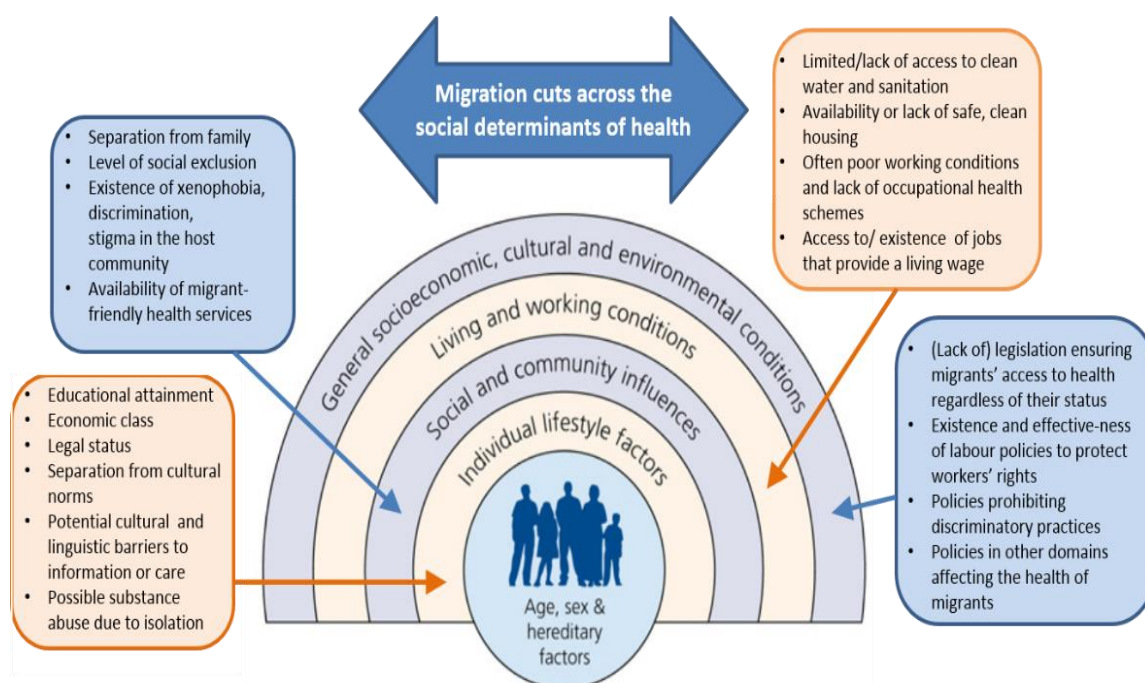 Migration cuts across the
social determinants of health
• Separation from family
• Level of social exclusion
• Existence of xenophobia,
discrimination,
stigma in the host
community
• Availability of migrant-
friendly health services
• Limited/lack of access to clean
water and sanitation
• Availability or lack of safe, clean
housing
• Often poor working conditions
and lack of occupational health
schemes
• Access to/ existence of jobs
that provide a living wage
• Educational attainment
• Economic class
• Legal status
• Separation from cultural
norms
• Potential cultural and
linguistic barriers to
information or care
• Possible substance
abuse due to isolation
• (Lack of) legislation ensuring
migrants' access to health
regardless of their status
• Existence and effective-ness
of labour policies to protect
workers' rights
• Policies prohibiting
discriminatory practices
• Policies in other domains
affecting the health of
migrants
General socioeconomic, cultural and environmental conditions
Living and working conditions
Social and community influences
Individual lifestyle factors
Age, sex &
hereditary
factors